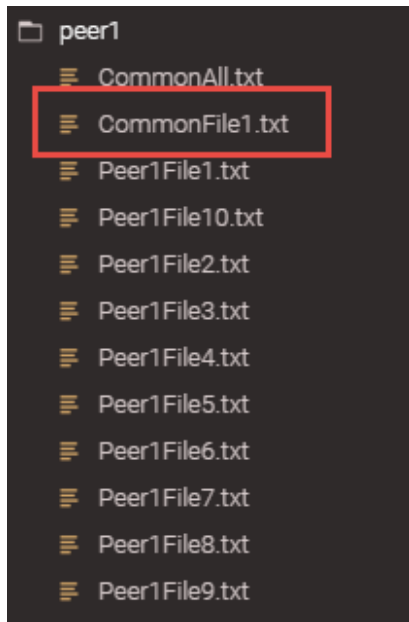 peer1
CommonAll.txt
CommonFile1.txt
Peer1File1.txt
Peer1File10.txt
Peer1File2.txt
Peer1File3.txt
Peer1File4.txt
Peer1File5.txt
Peer1File6.txt
Peer1File7.txt
Peer1File8.txt
Peer1File9.txt